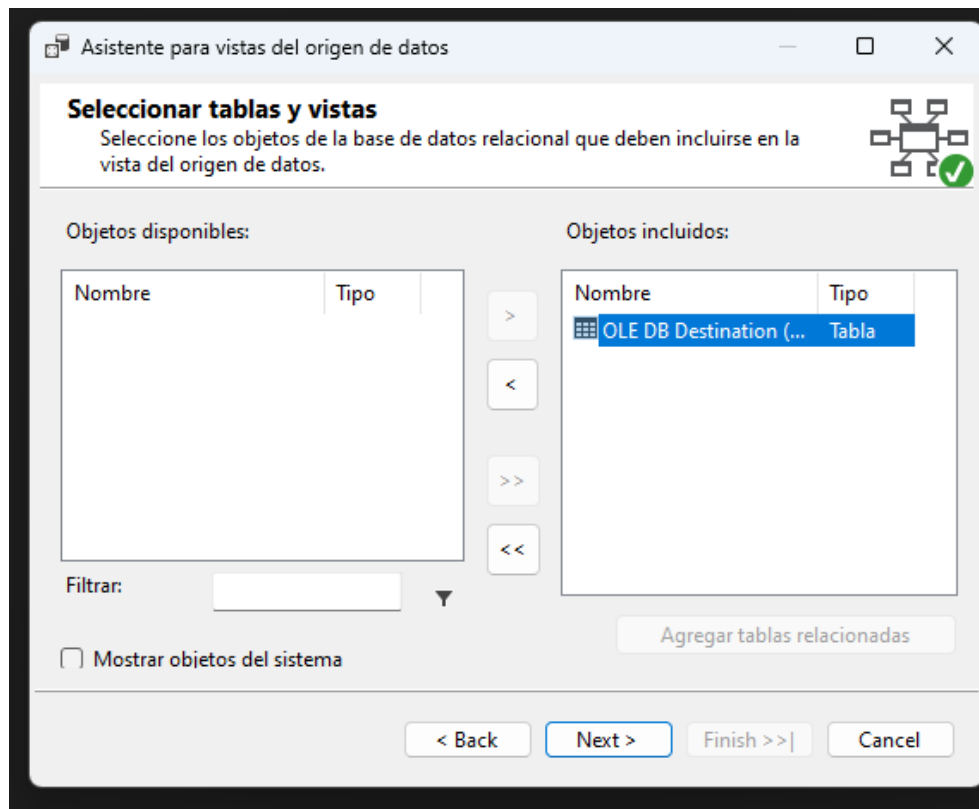 Asistente para vistas del origen de datos
Seleccionar tablas y vistas
Seleccione los objetos de la base de datos relacional que deben incluirse en la
vista del origen de datos.
Objetos disponibles:
Nombre Tipo
Filtrar:
Mostrar objetos del sistema
>
<
>>
<<
Objetos incluidos:
Nombre Tipo
OLE DB Destination (... Tabla
Agregar tablas relacionadas
< Back Next > Finish >>| Cancel